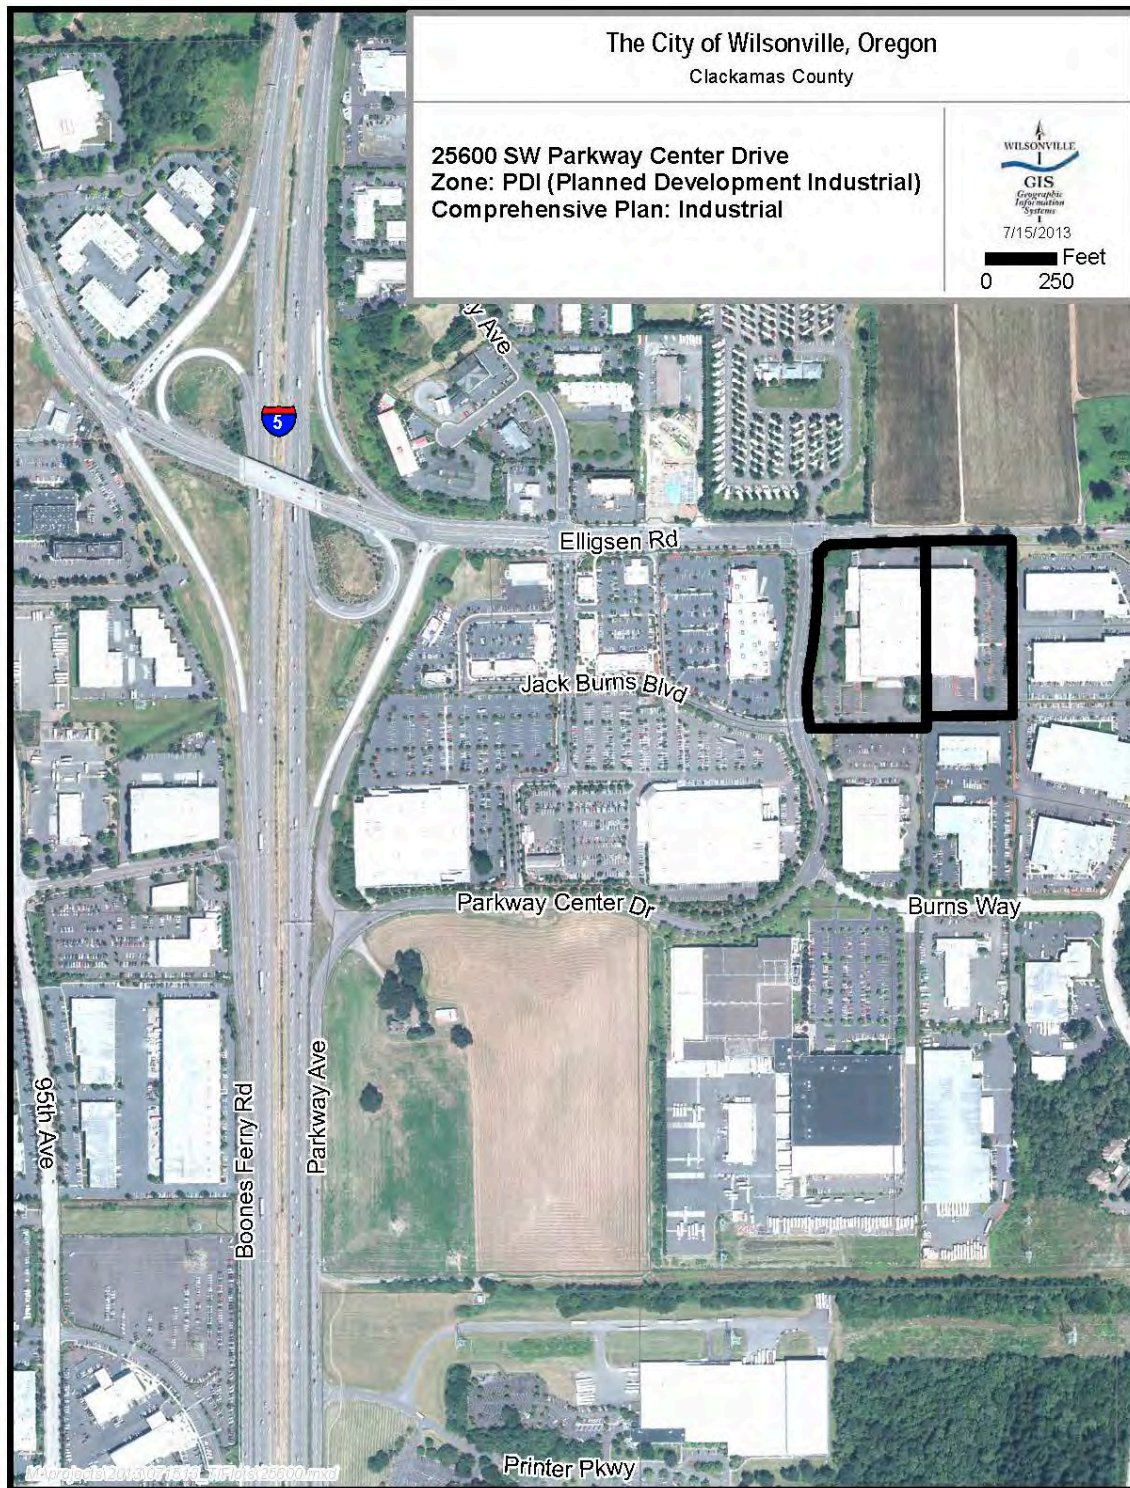 The City of Wilsonville, Oregon
Clackamas County
25600 SW Parkway Center Drive
Zone: PDI (Planned Development Industrial)
Comprehensive Plan: Industrial
WILSONVILLE
GIS
Geographic
Information
Systems
7/15/2013
Feet
0 250
y Ave
5
Elligsen Rd
Jack Burns Blvd
Parkway Center Dr
Burns Way
95th Ave
Boones Ferry Rd
Parkway Ave
Printer Pkwy